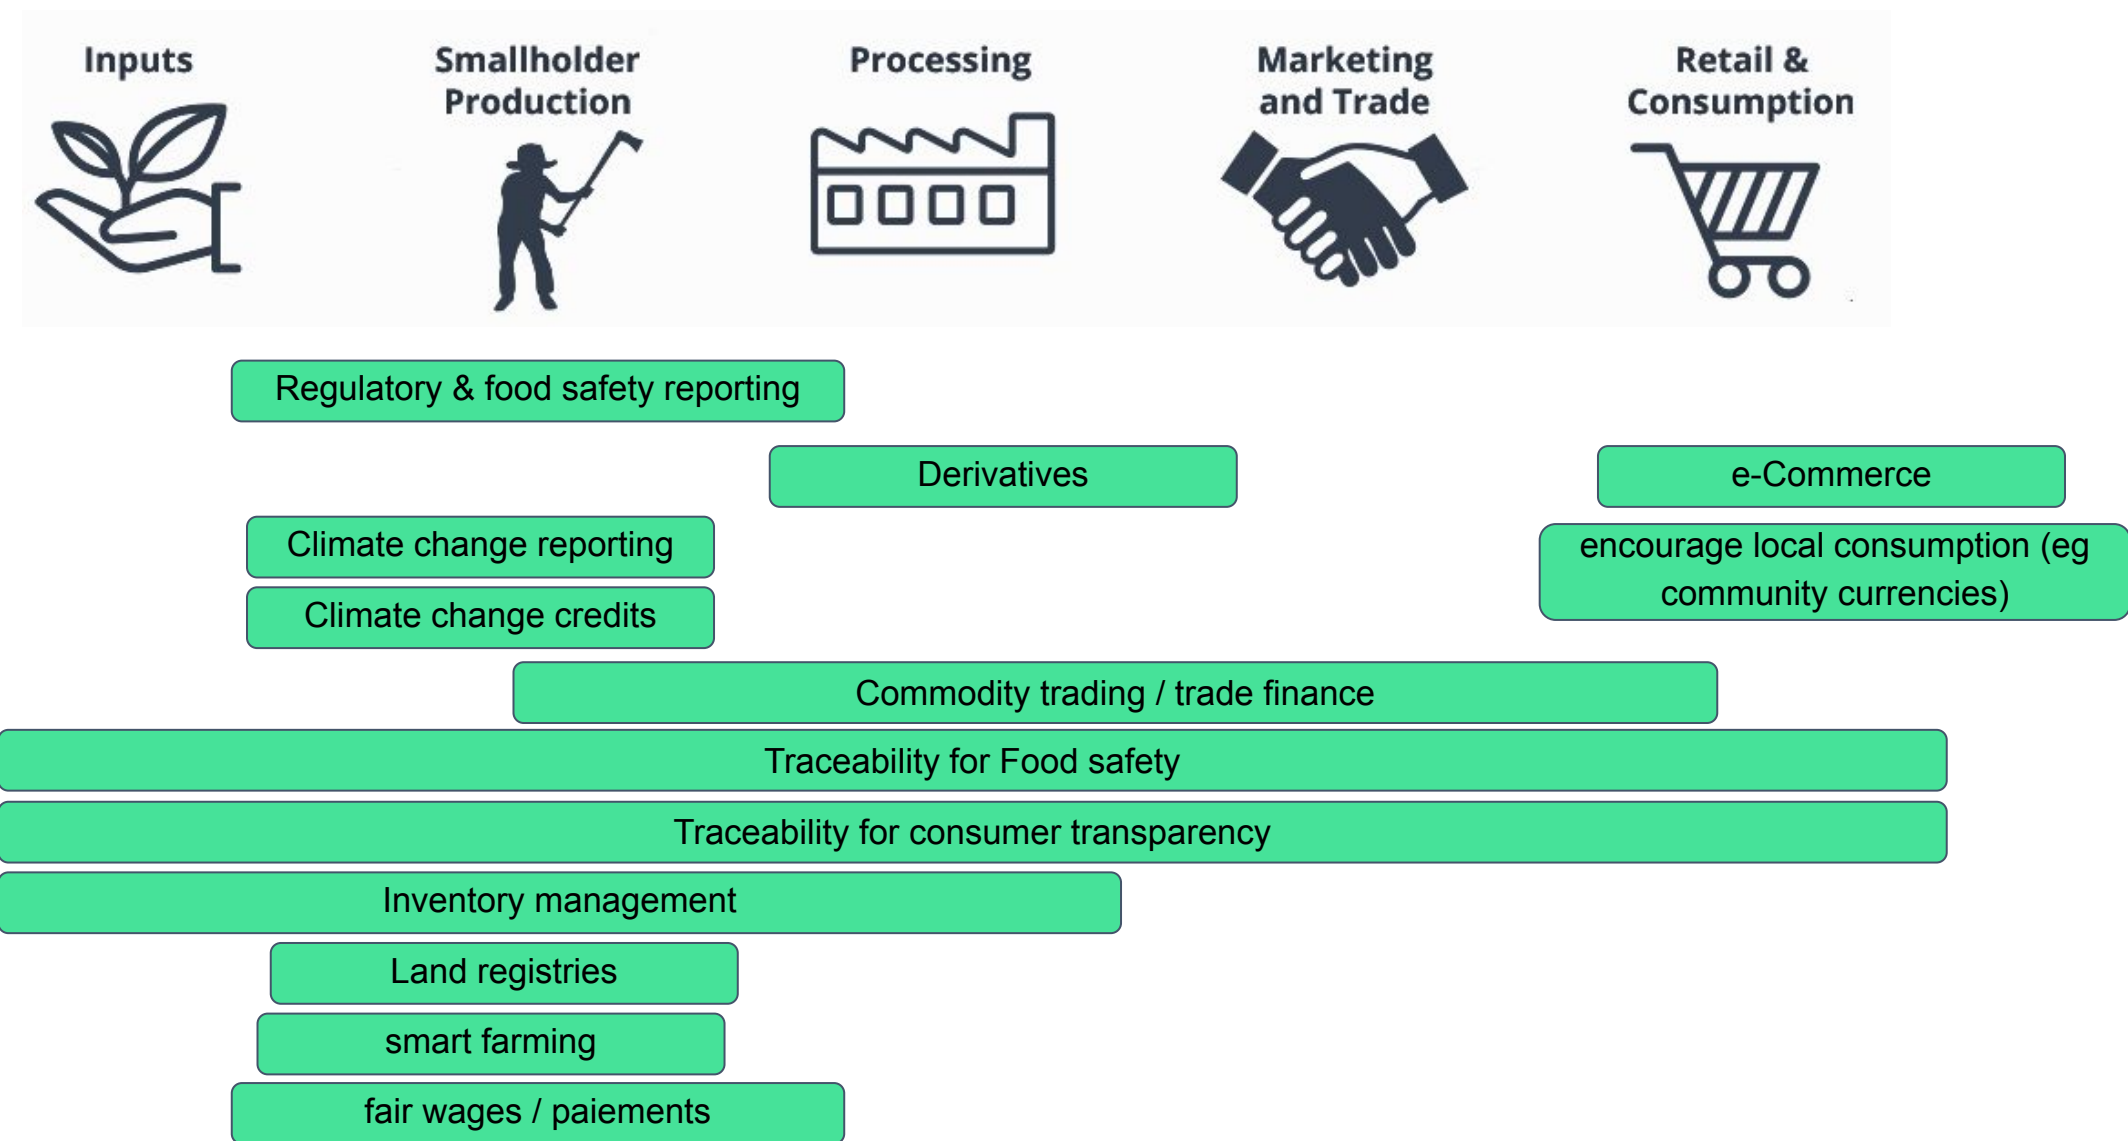 Inputs
Smallholder
Production
Processing
Marketing
and Trade
Retail &
Consumption
Regulatory & food safety reporting
Derivatives
e-Commerce
Climate change reporting
encourage local consumption (eg
community currencies)
Climate change credits
Commodity trading / trade finance
Traceability for Food safety
Traceability for consumer transparency
Inventory management
Land registries
smart farming
fair wages / paiements